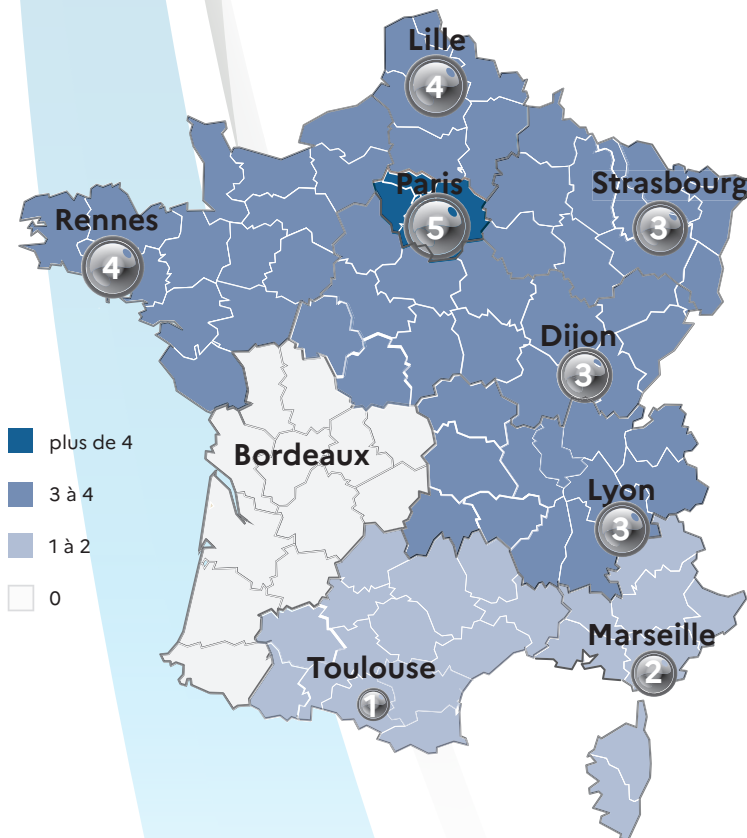 Lille
4
Paris
5
Strasbourg
3
Rennes
4
Dijon
3
Bordeaux
plus de 4
3 à 4
1 à 2
0
Lyon
3
Marseille
2
Toulouse
1